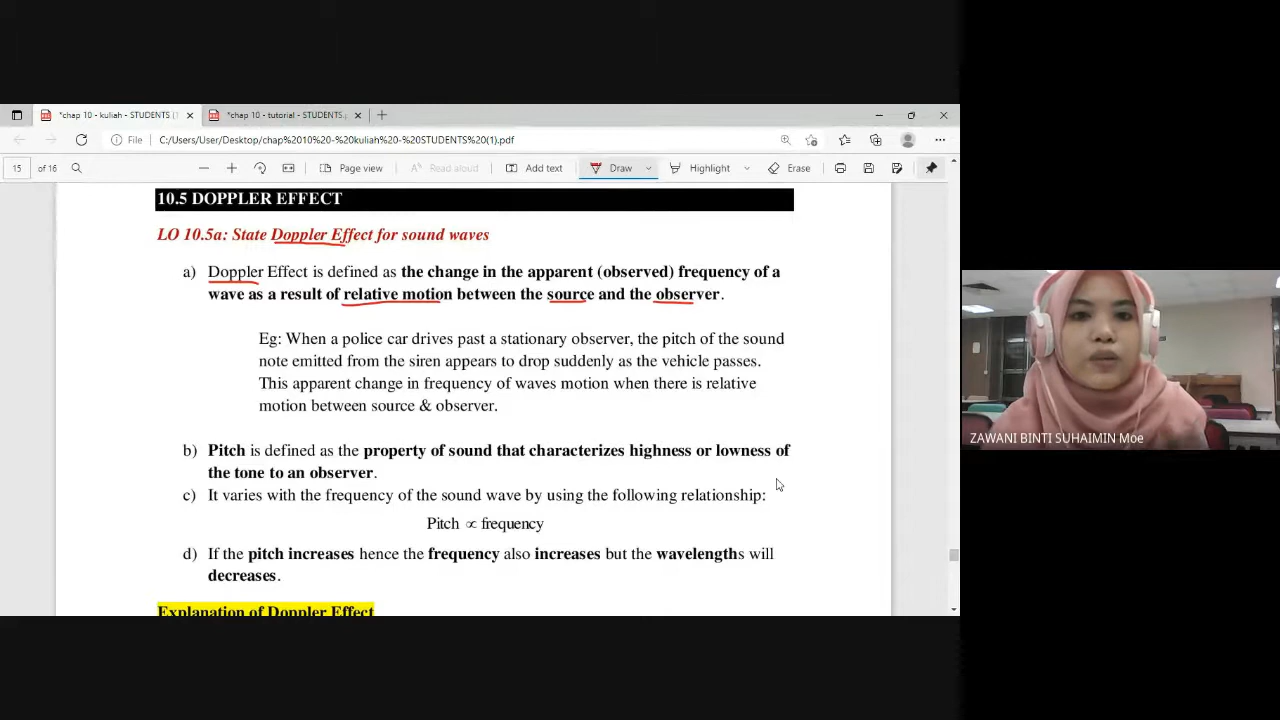 *chap 10 - kuliah - STUDENTS (1
*chap 10 - tutorial - STUDENTS.
File
C:/Users/User/Desktop/chap%2010%20-%20kuliah%20-%20STUDENTS%20(1).pdf
15 of 16
Page view
Read aloud
Add text
Draw
Highlight
Erase
10.5 DOPPLER EFFECT
LO 10.5a: State Doppler Effect for sound waves
a) Doppler Effect is defined as the change in the apparent (observed) frequency of a
wave as a result of relative motion between the source and the observer.
Eg: When a police car drives past a stationary observer, the pitch of the sound
note emitted from the siren appears to drop suddenly as the vehicle passes.
This apparent change in frequency of waves motion when there is relative
motion between source & observer.
b) Pitch is defined as the property of sound that characterizes highness or lowness of
the tone to an observer.
c) It varies with the frequency of the sound wave by using the following relationship:
Pitch ∝ frequency
d) If the pitch increases hence the frequency also increases but the wavelengths will
decreases.
Explanation of Doppler Effect
ZAWANI BINTI SUHAIMIN Moe